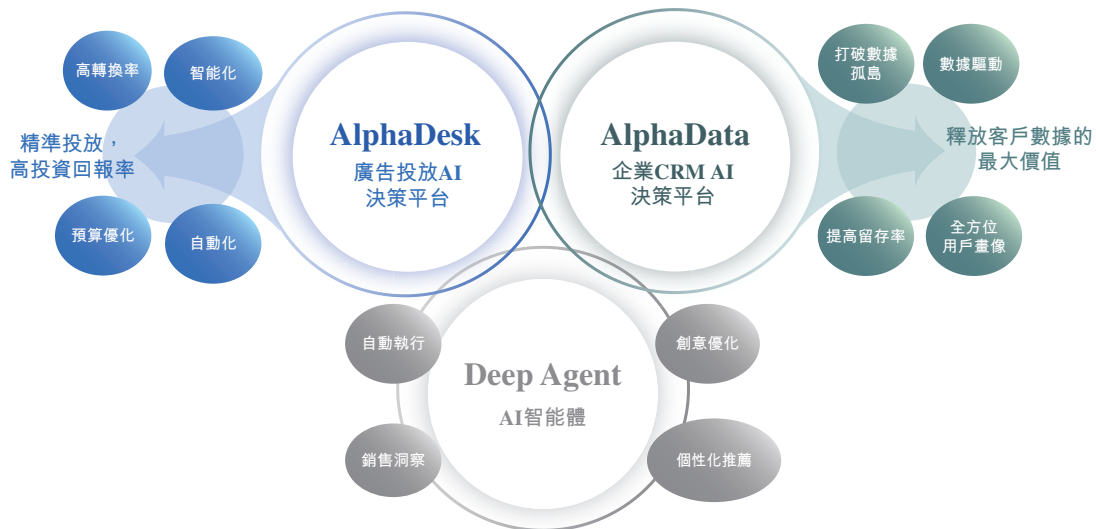 高轉換率
智能化
精準投放，
高投資回報率
預算優化
自動化
AlphaDesk
廣告投放AI
決策平台
AlphaData
企業CRM AI
決策平台
打破數據
孤島
數據驅動
釋放客戶數據的
最大價值
提高留存率
全方位
用戶畫像
自動執行
創意優化
Deep Agent
AI智能體
銷售洞察
個性化推薦